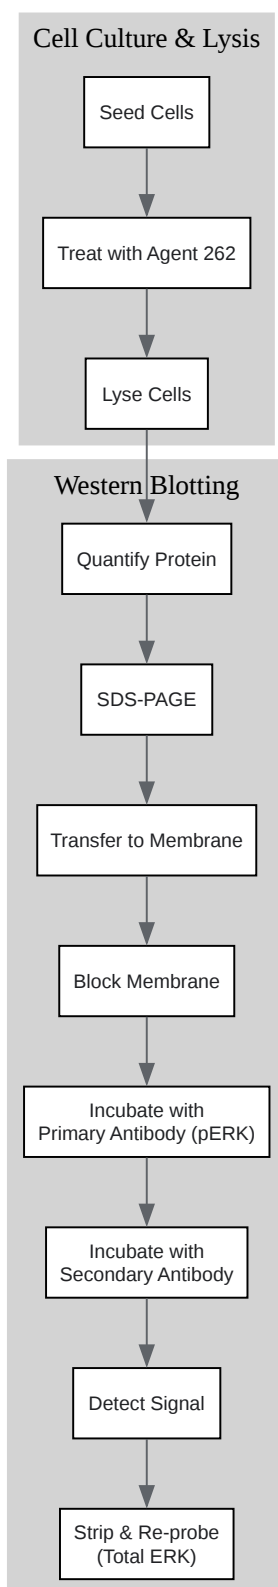 Cell Culture & Lysis
Seed Cells
Treat with Agent 262
Lyse Cells
Western Blotting
Quantify Protein
SDS-PAGE
Transfer to Membrane
Block Membrane
Incubate with
Primary Antibody (pERK)
Incubate with
Secondary Antibody
Detect Signal
Strip & Re-probe
(Total ERK)